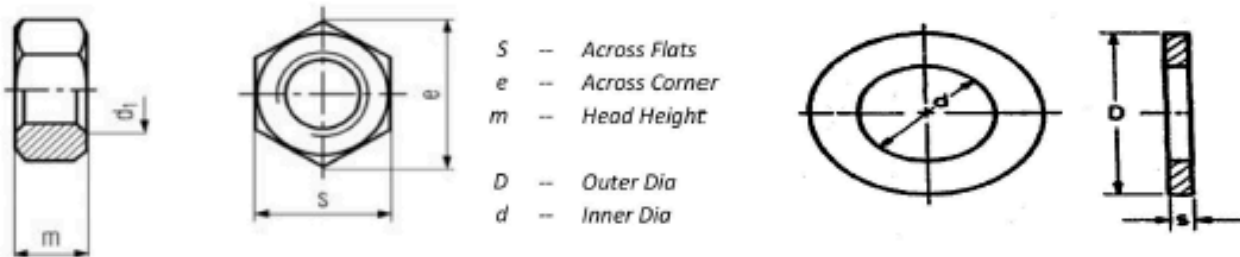 d₁
m
e
s
S -- Across Flats
e -- Across Corner
m -- Head Height
D -- Outer Dia
d -- Inner Dia
d
D
s